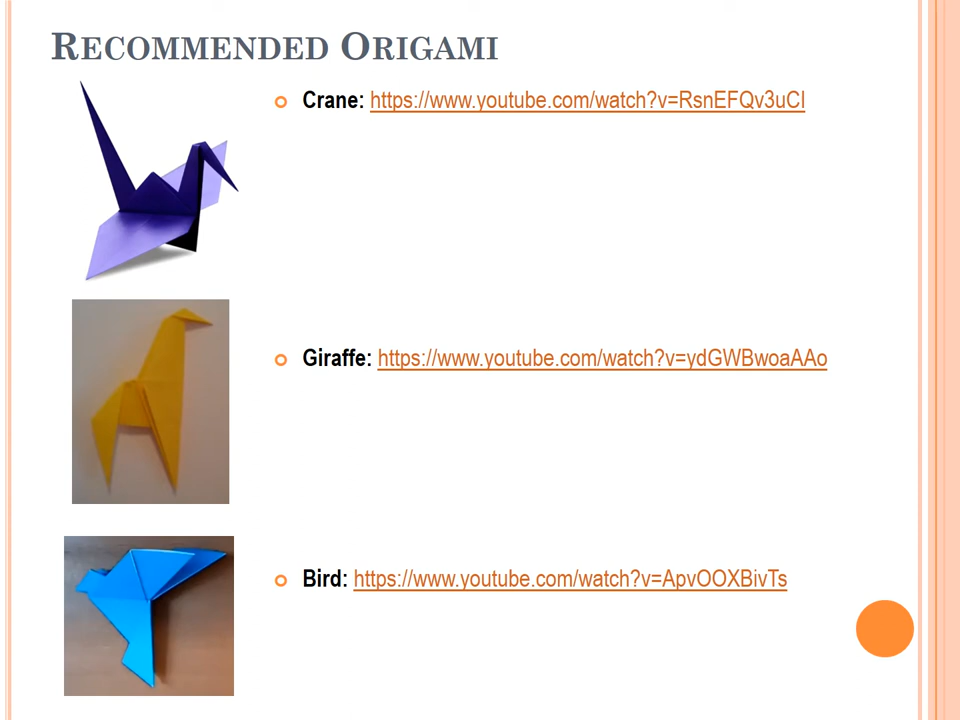 RECOMMENDED ORIGAMI
Crane: https://www.youtube.com/watch?v=RsnEFQv3uCI
Giraffe: https://www.youtube.com/watch?v=ydGWBwoaAAo
Bird: https://www.youtube.com/watch?v=ApvOOXBivTs